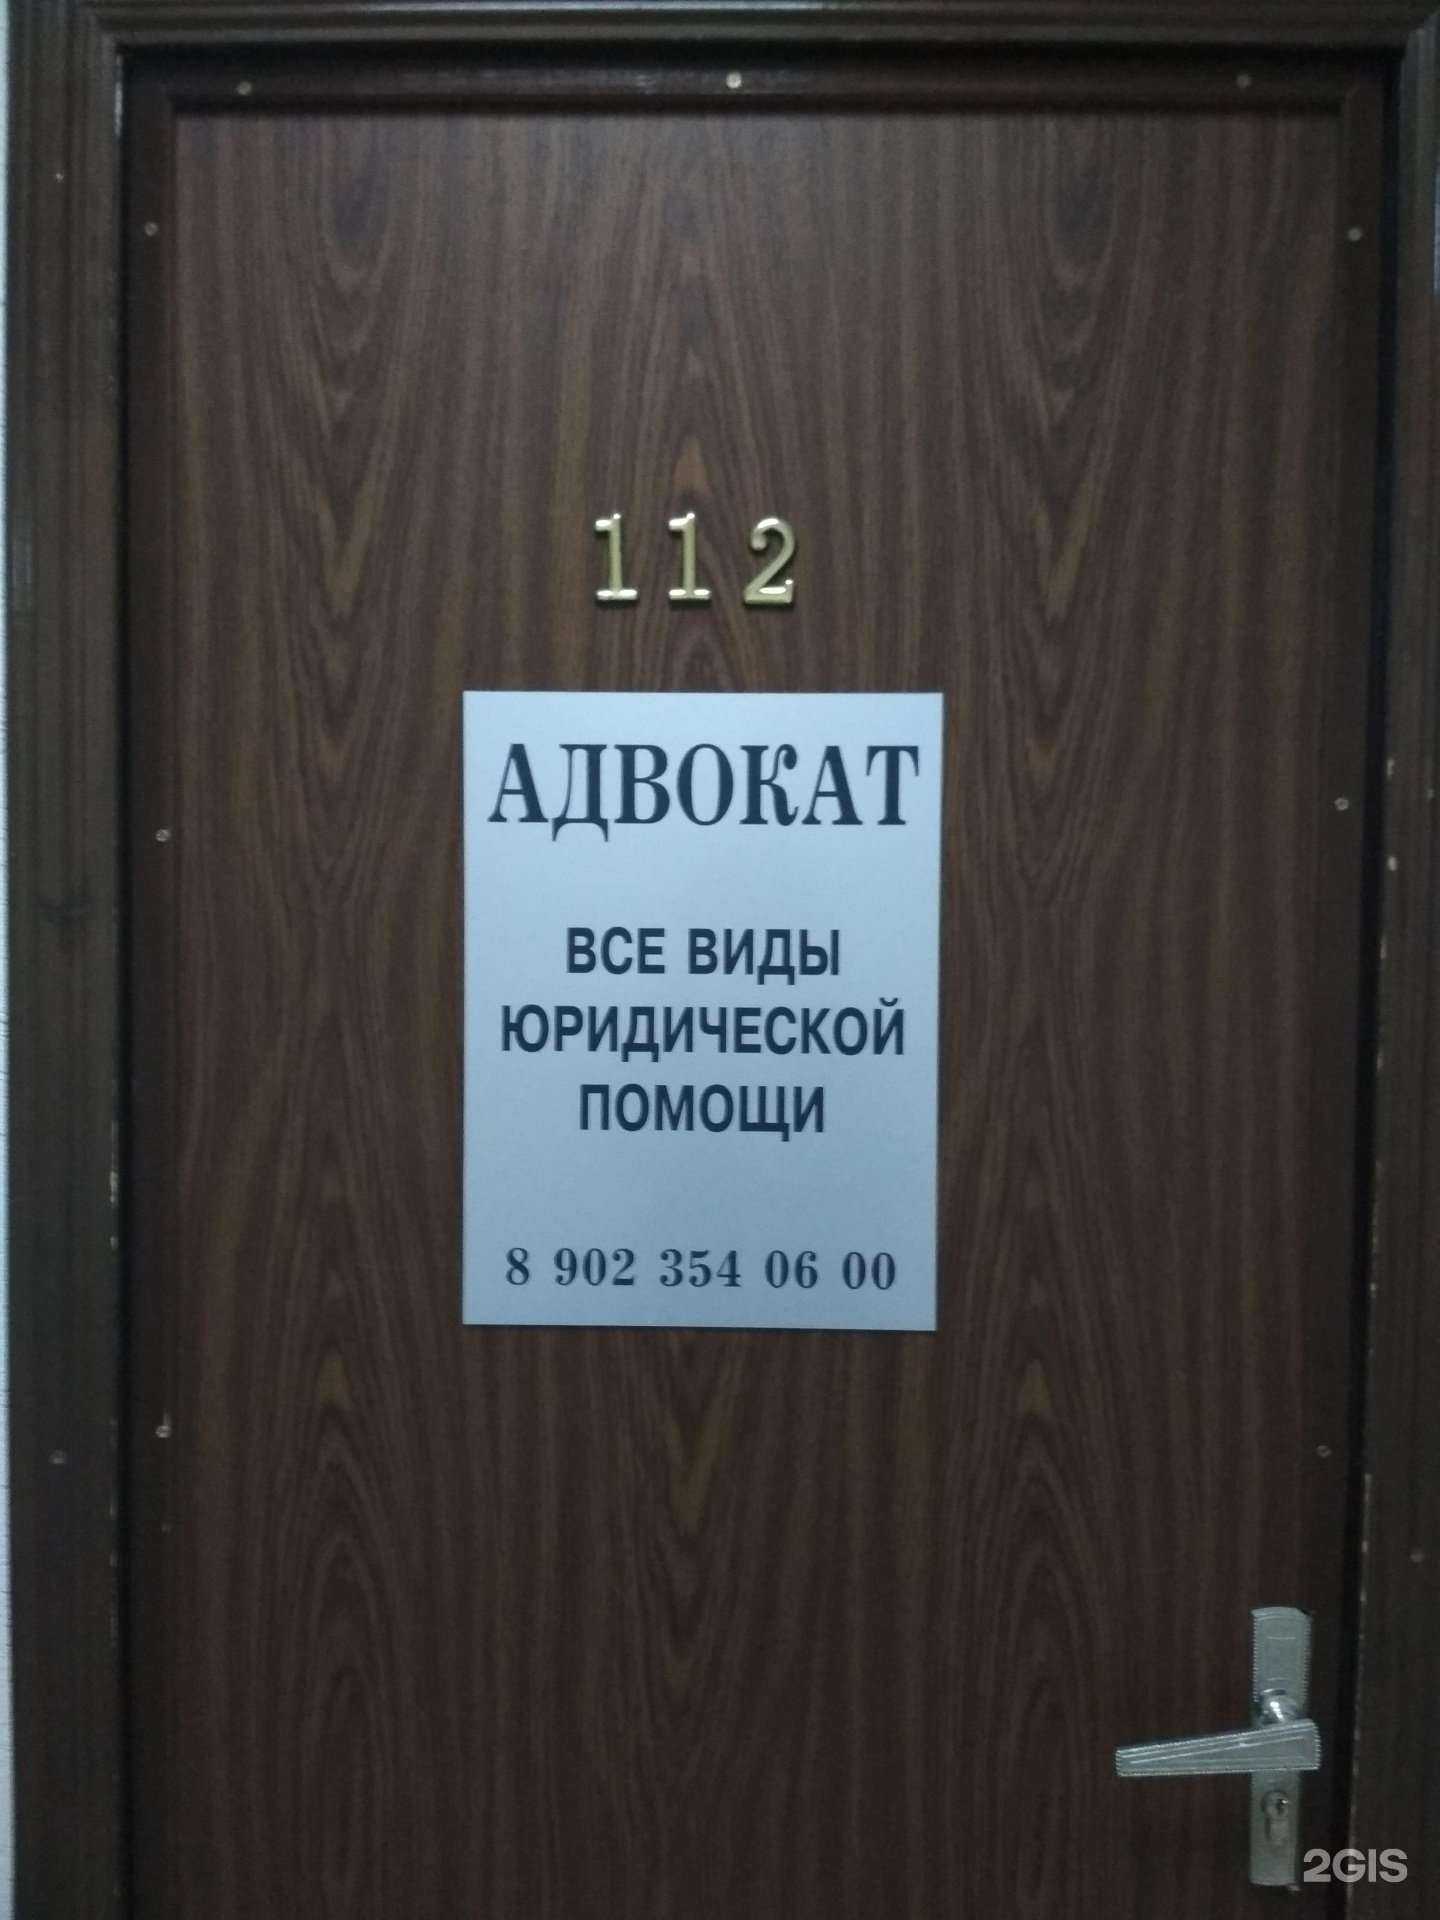 112
АДВОКАТ
ВСЕ ВИДЫ
ЮРИДИЧЕСКОЙ
ПОМОЩИ
8 902 354 06 00
2GIS